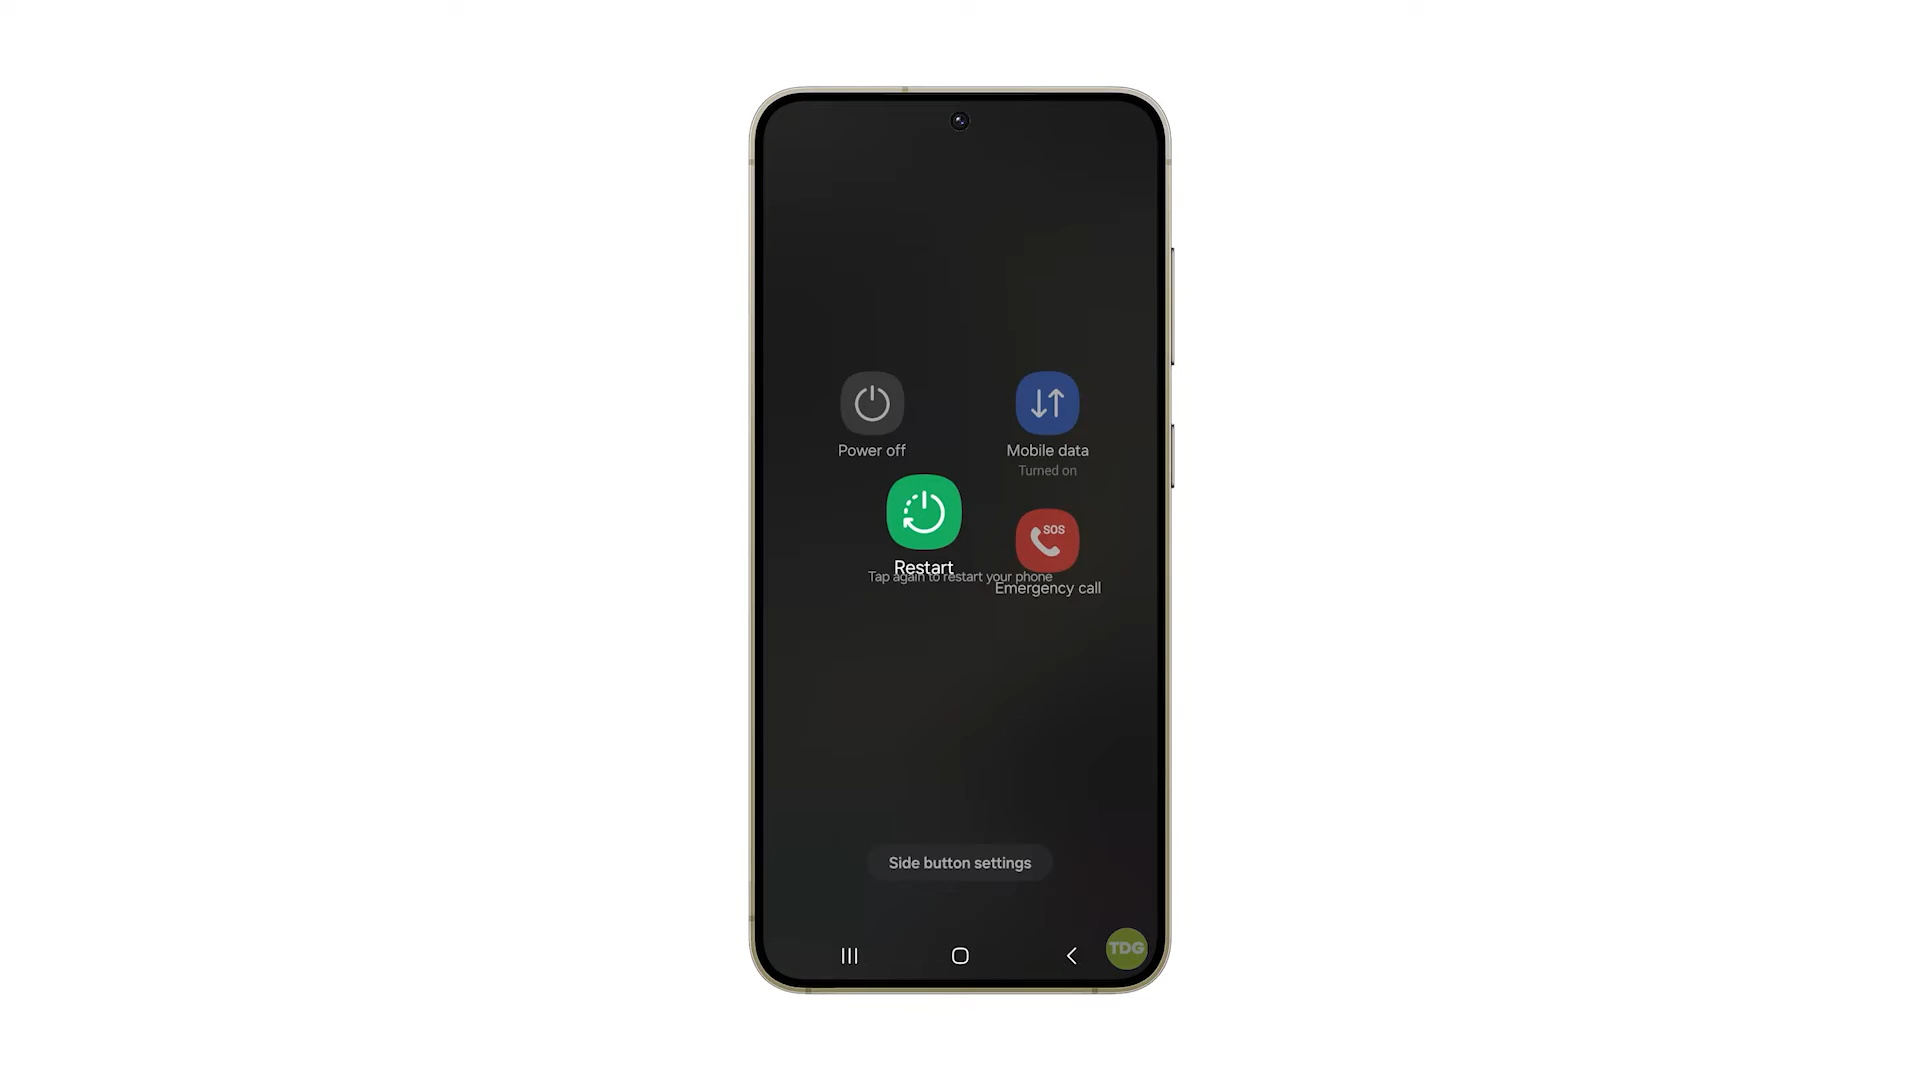 Power off
Mobile data
Turned on
SOS
Restart
Tap again to restart your phone
Emergency call
Side button settings
TDG